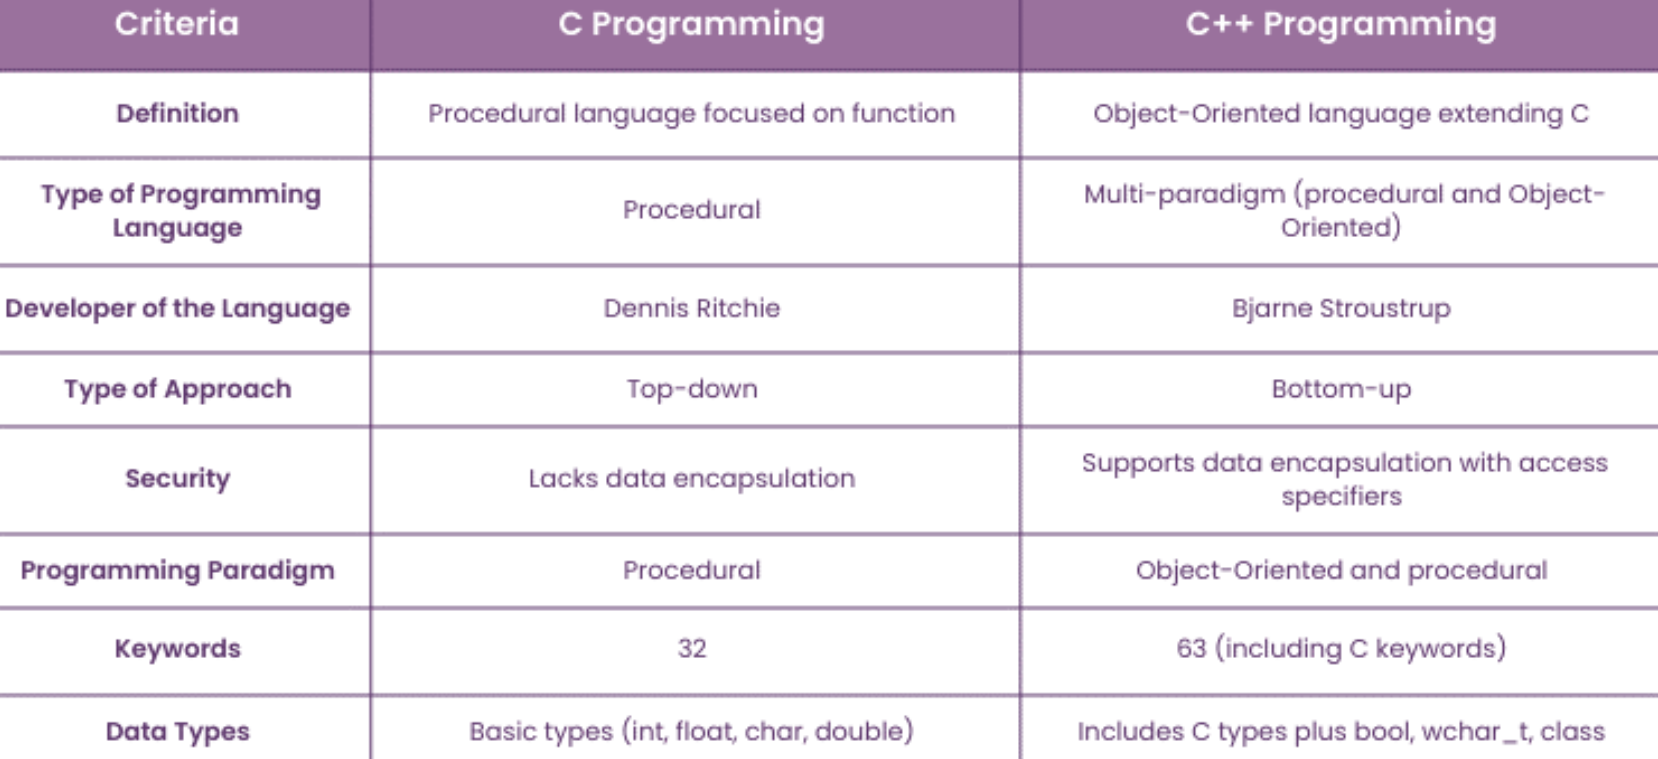 Criteria C Programming C++ Programming
Definition Procedural language focused on function Object-Oriented language extending C
Type of Programming
Language
Procedural
Multi-paradigm (procedural and Object-
Oriented)
Developer of the Language Dennis Ritchie Bjarne Stroustrup
Type of Approach Top-down Bottom-up
Security Lacks data encapsulation
Supports data encapsulation with access
specifiers
Programming Paradigm Procedural Object-Oriented and procedural
Keywords 32 63 (including C keywords)
Data Types Basic types (int, float, char, double) Includes C types plus bool, wchar_t, class